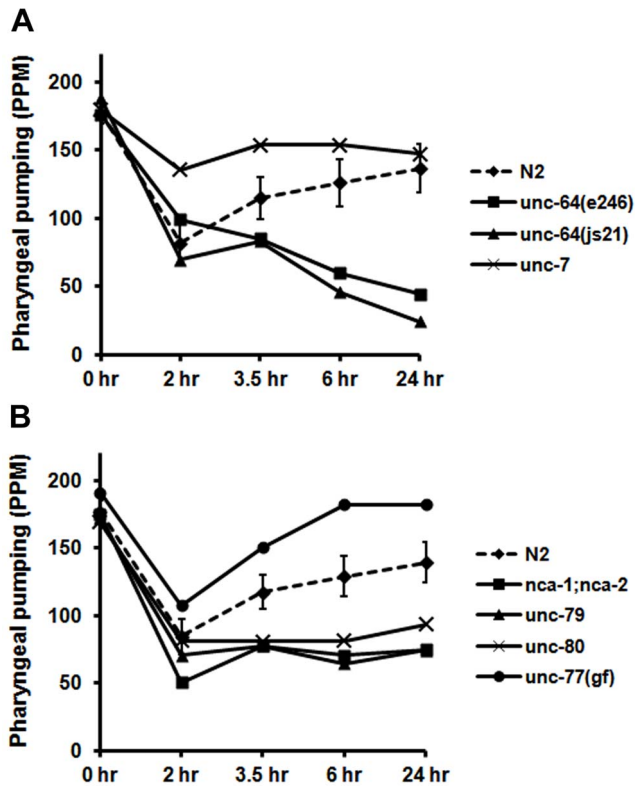 A
Pharyngeal pumping (PPM)
200
150
100
50
0
0 hr 2 hr 3.5 hr 6 hr 24 hr
N2
unc-64(e246)
unc-64(js21)
unc-7
B
Pharyngeal pumping (PPM)
200
150
100
50
0
0 hr 2 hr 3.5 hr 6 hr 24 hr
N2
nca-1;nca-2
unc-79
unc-80
unc-77(gf)